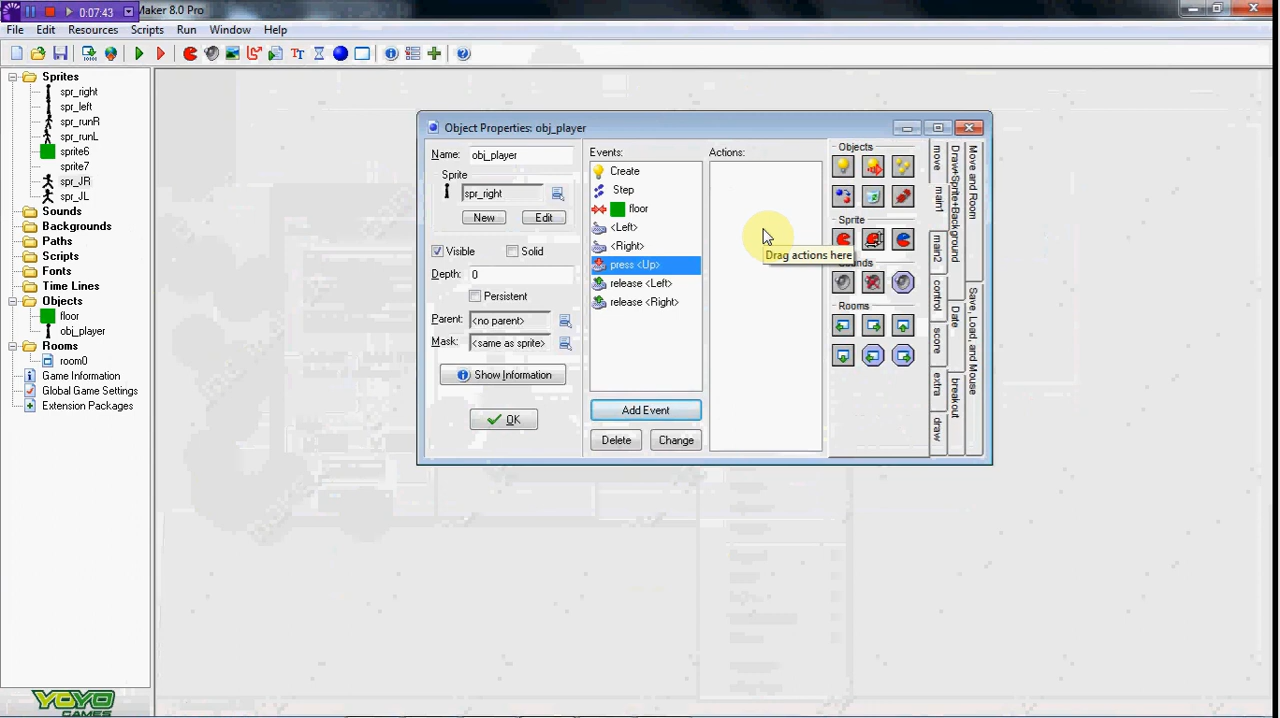 00:07:43
Maker 8.0 Pro
File Edit Resources Scripts Run Window Help
Sprites
spr_right
spr_left
spr_runR
spr_runL
sprite6
sprite7
spr_JR
spr_JL
Sounds
Backgrounds
Paths
Scripts
Fonts
Time Lines
Objects
floor
obj_player
Rooms
room0
Game Information
Global Game Settings
Extension Packages
YOYO
GAMES
Object Properties: obj_player
Name: obj_player
Sprite
spr_right
New Edit
Visible Solid
Depth: 0
Persistent
Parent: <no parent>
Mask: <same as sprite>
Show Information
OK
Events:
Create
Step
floor
<Left>
<Right>
press <Up>
release <Left>
release <Right>
Add Event
Delete Change
Actions:
Drag actions here
Objects
Sprite
Rooms
move
main1
main2
control
score
extra
draw
Draw+Sprite+Background
Date
breakout
Move and Room
Save, Load, and Mouse